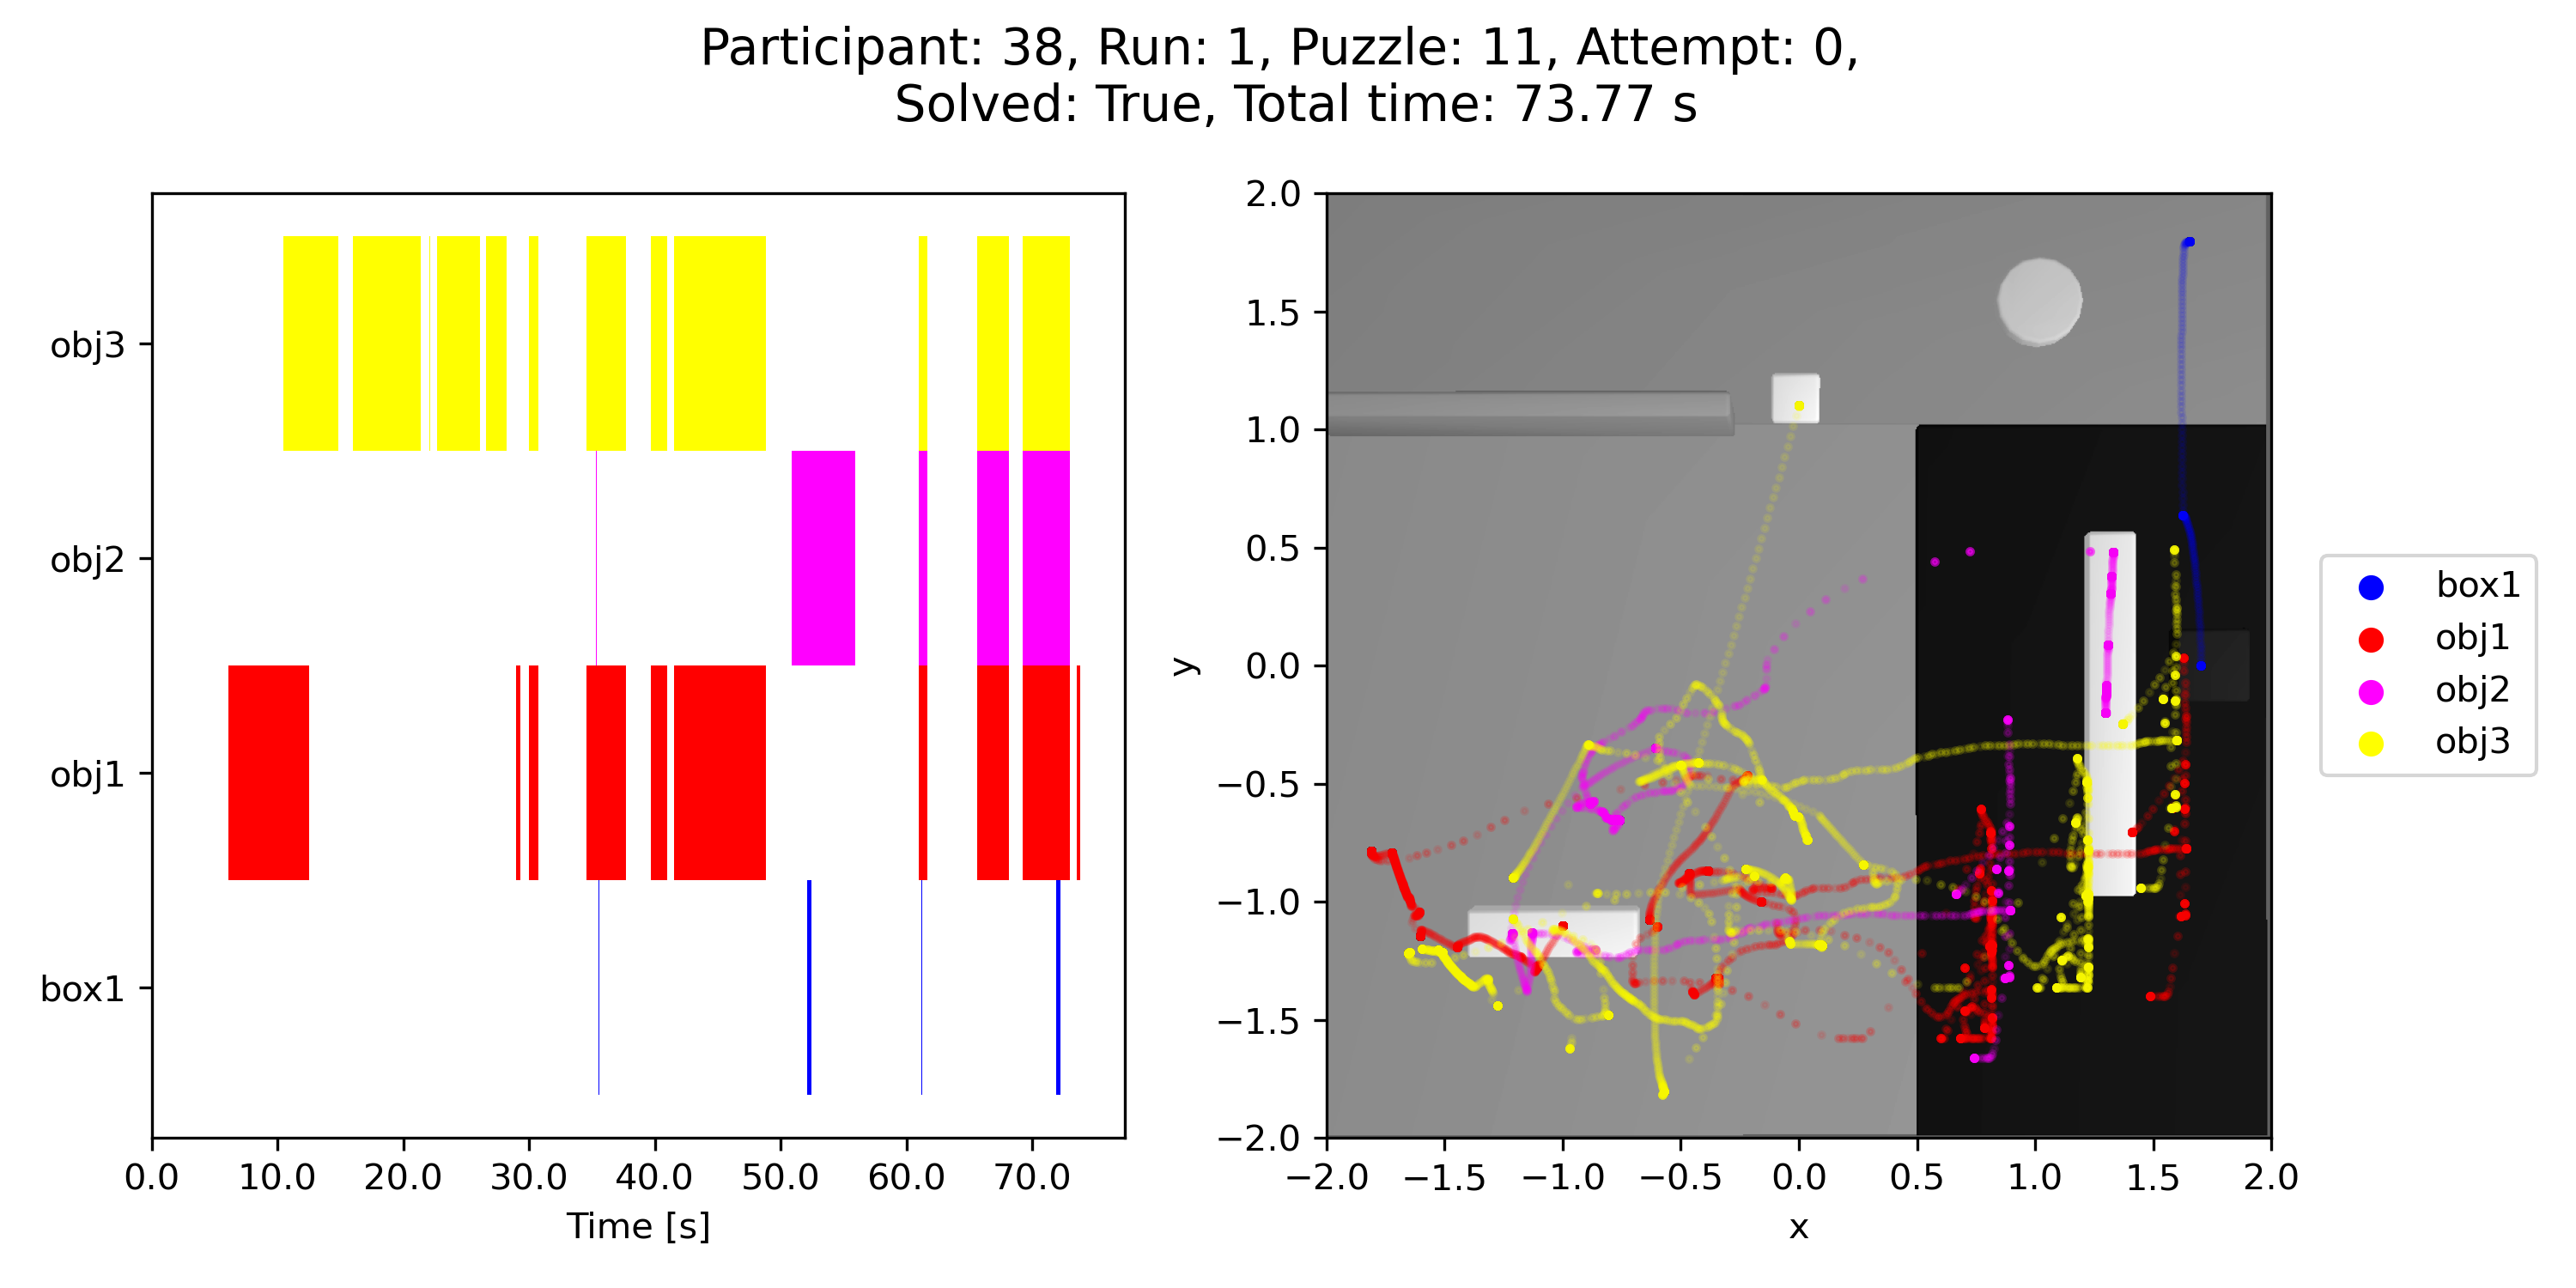 Participant: 38, Run: 1, Puzzle: 11, Attempt: 0,
Solved: True, Total time: 73.77 s
obj3
obj2
obj1
box1
0.0 10.0 20.0 30.0 40.0 50.0 60.0 70.0
Time [s]
2.0
1.5
1.0
0.5
0.0
−0.5
−1.0
−1.5
−2.0
y
−2.0 −1.5 −1.0 −0.5 0.0 0.5 1.0 1.5 2.0
x
box1
obj1
obj2
obj3